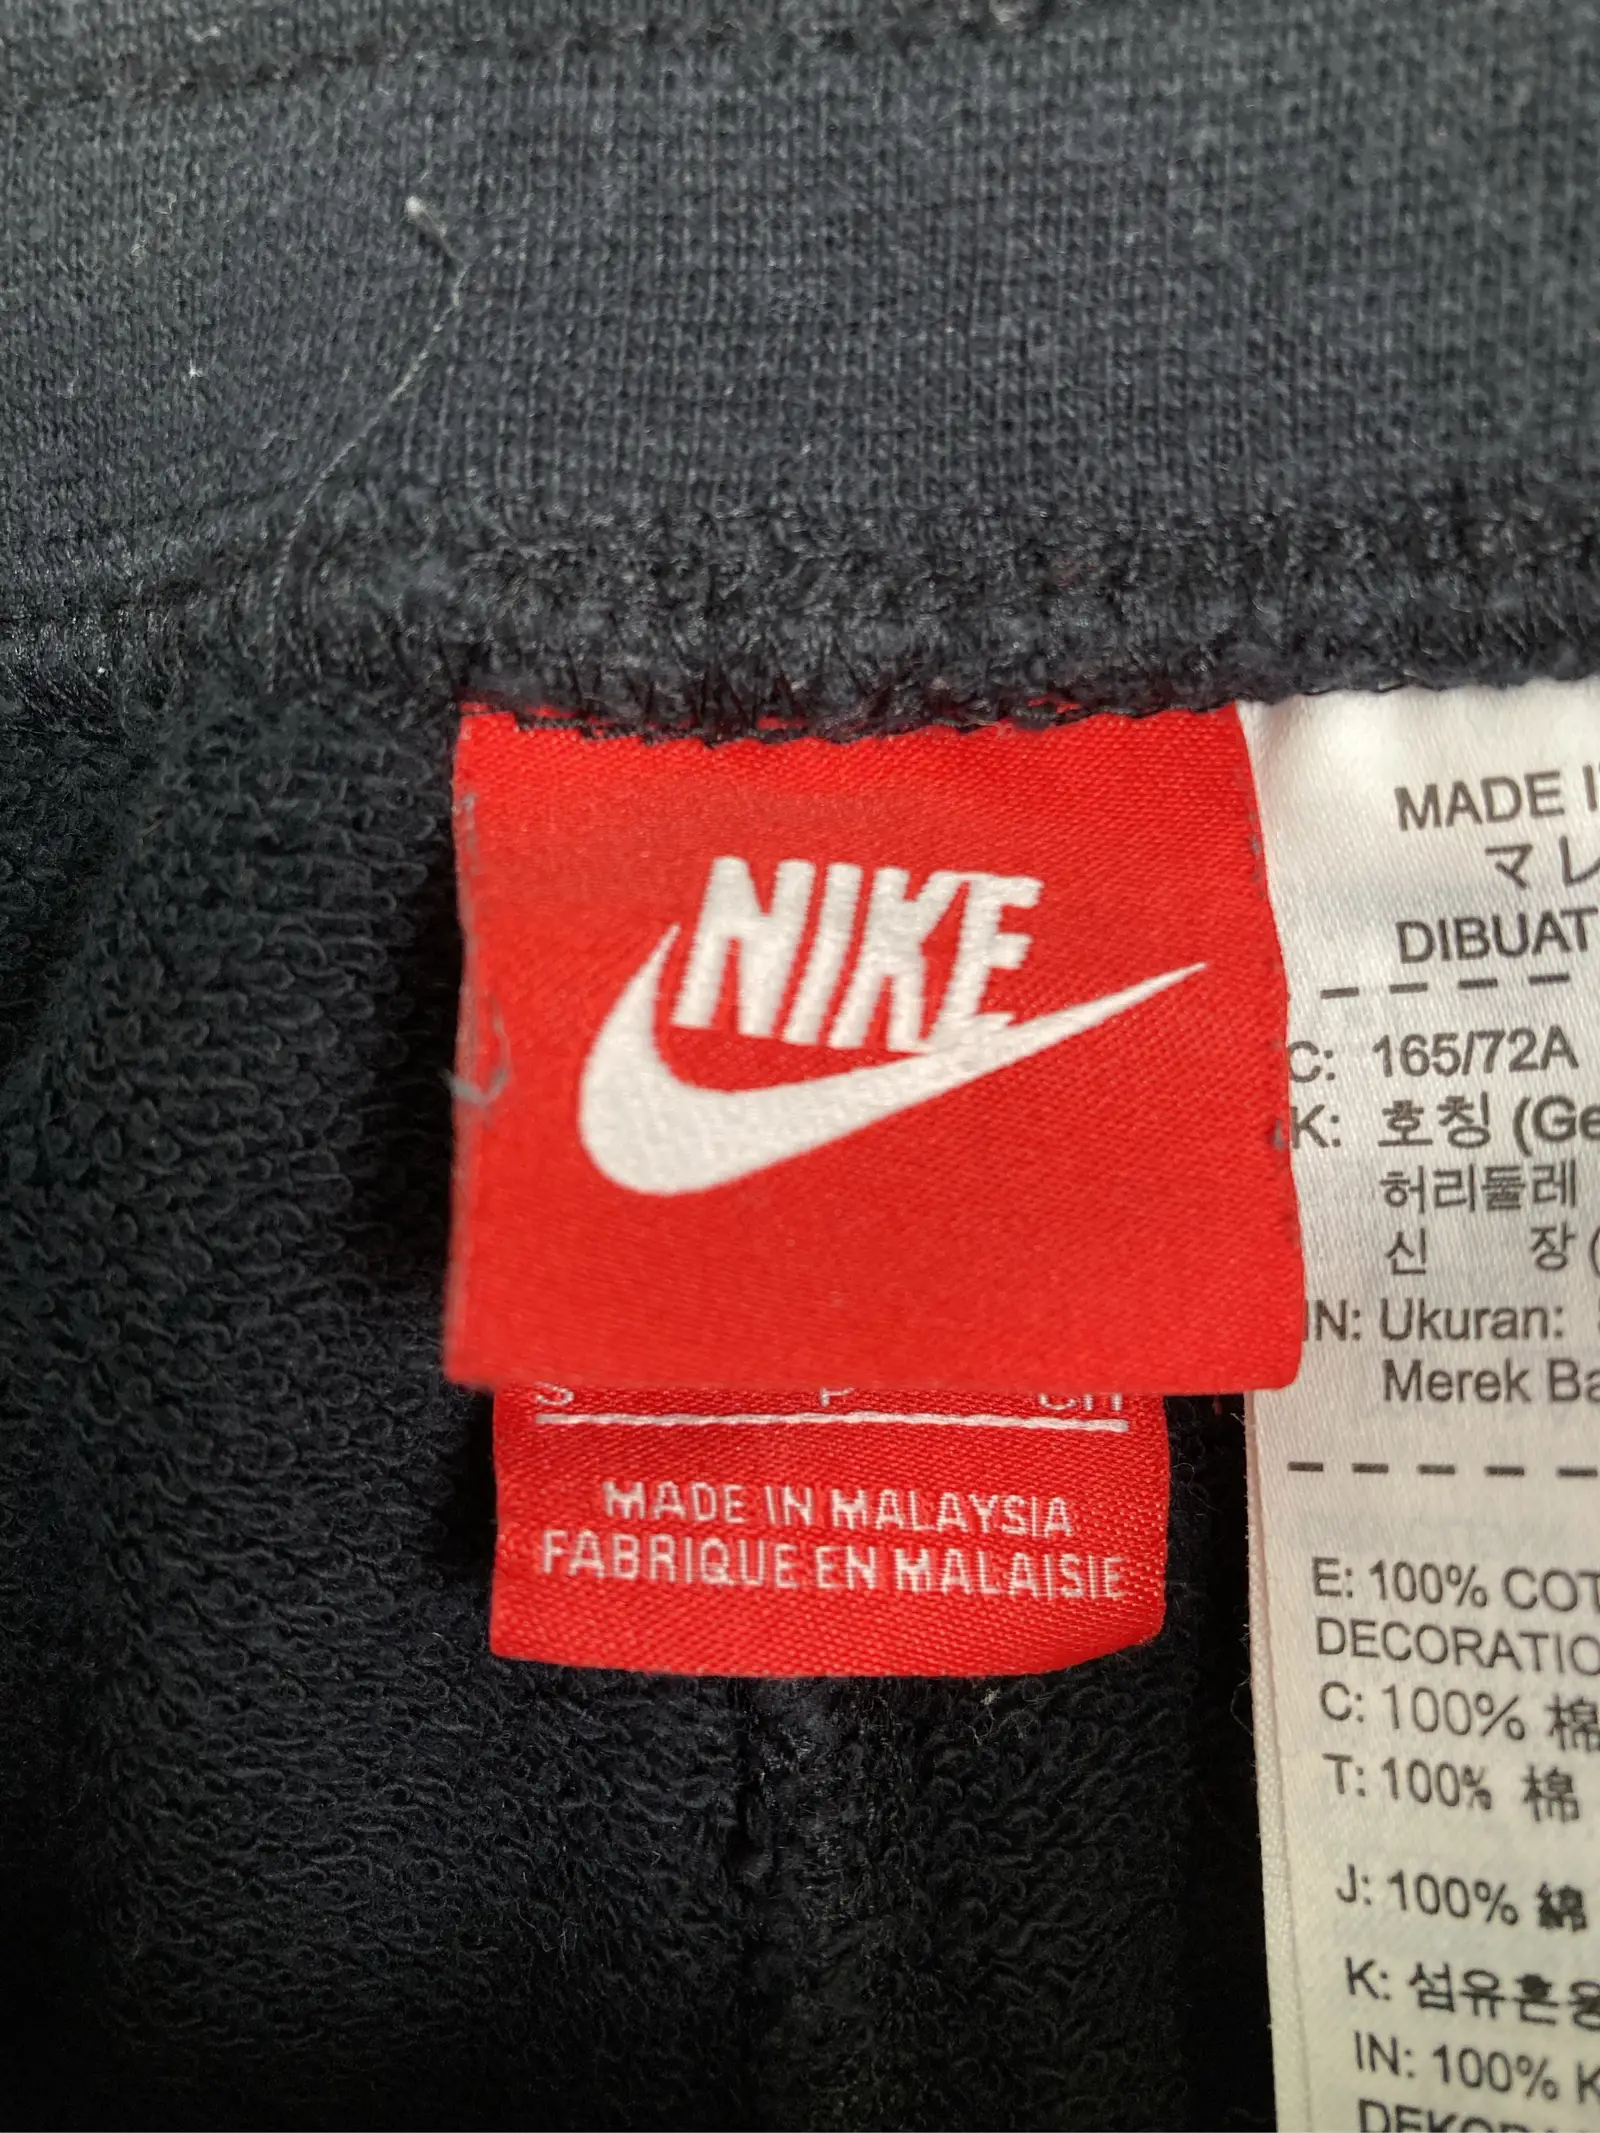 NIKE
S P CH
MADE IN MALAYSIA
FABRIQUE EN MALAISIE
MADE
マレ
DIBUAT
C: 165/72A
K: 호칭 (Ge
허리둘레
신 장 (
IN: Ukuran:
Merek Ba
E: 100% COT
DECORATIO
C: 100% 棉
T: 100% 棉
J: 100% 綿
K: 섬유혼용
IN: 100% K